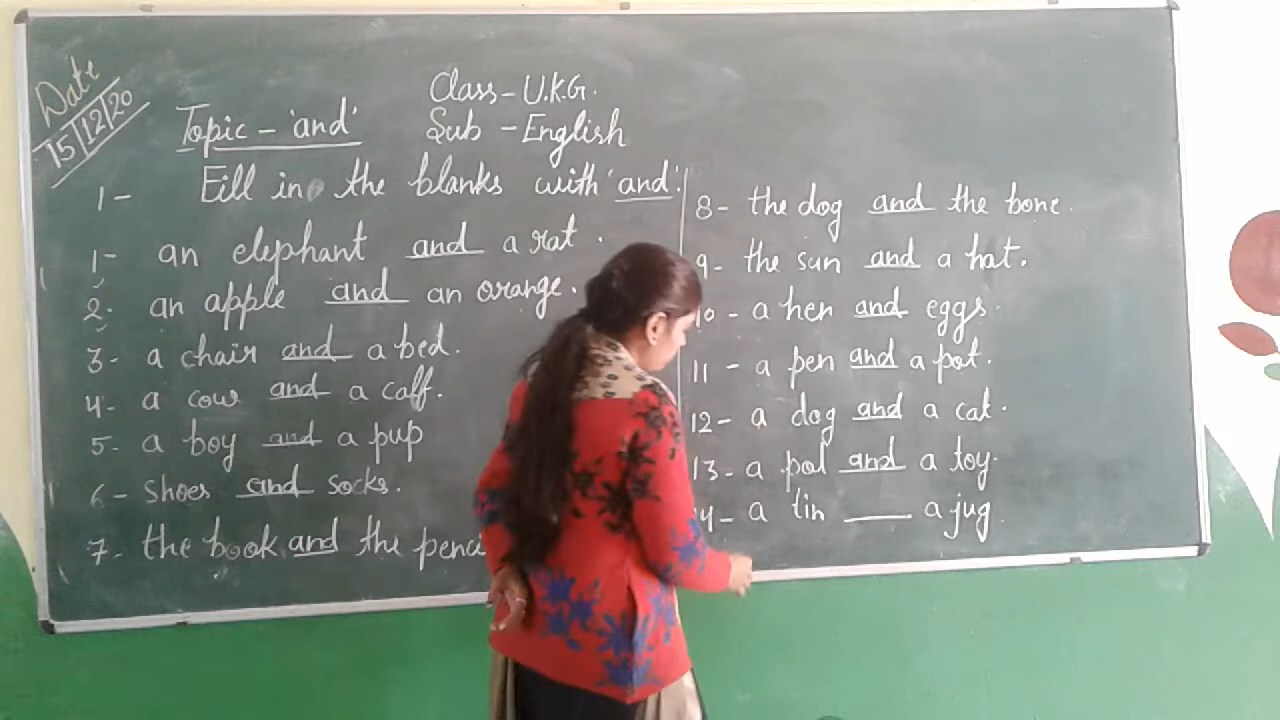 Date
15/12/20
Class - U.K.G.
Topic - 'and'
Sub - English
1- Fill in the blanks with 'and'.
1- an elephant and a rat.
2- an apple and an orange.
3- a chair and a bed.
4- a cow and a calf.
5- a boy and a pup
6- Shoes and socks.
7- the book and the penc
8- the dog and the bone.
9- the sun and a hat.
10- a hen and eggs.
11- a pen and a pot.
12- a dog and a cat.
13- a and a toy.
14- a tin ____ a jug